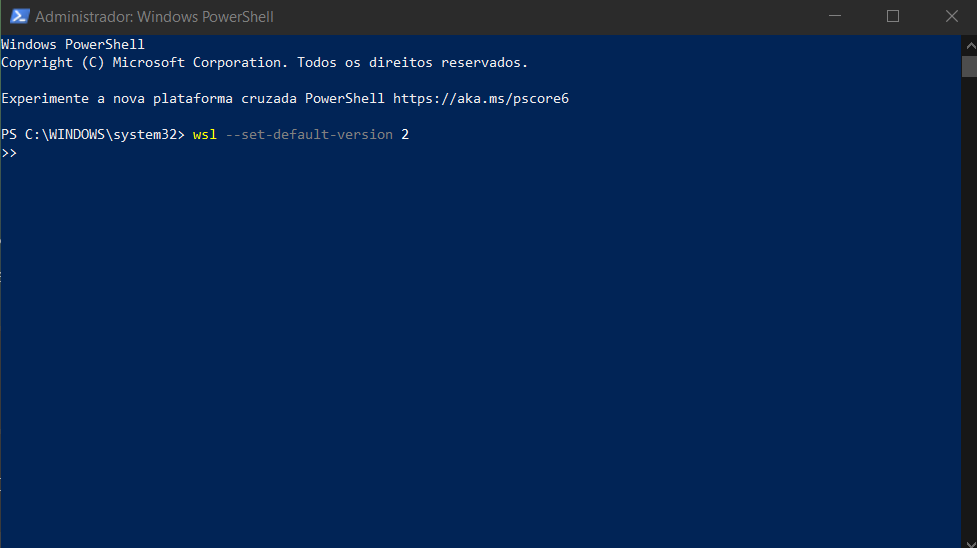 Administrador: Windows PowerShell
Windows PowerShell
Copyright (C) Microsoft Corporation. Todos os direitos reservados.
Experimente a nova plataforma cruzada PowerShell https://aka.ms/pscore6
PS C:\WINDOWS\system32> wsl --set-default-version 2
>>